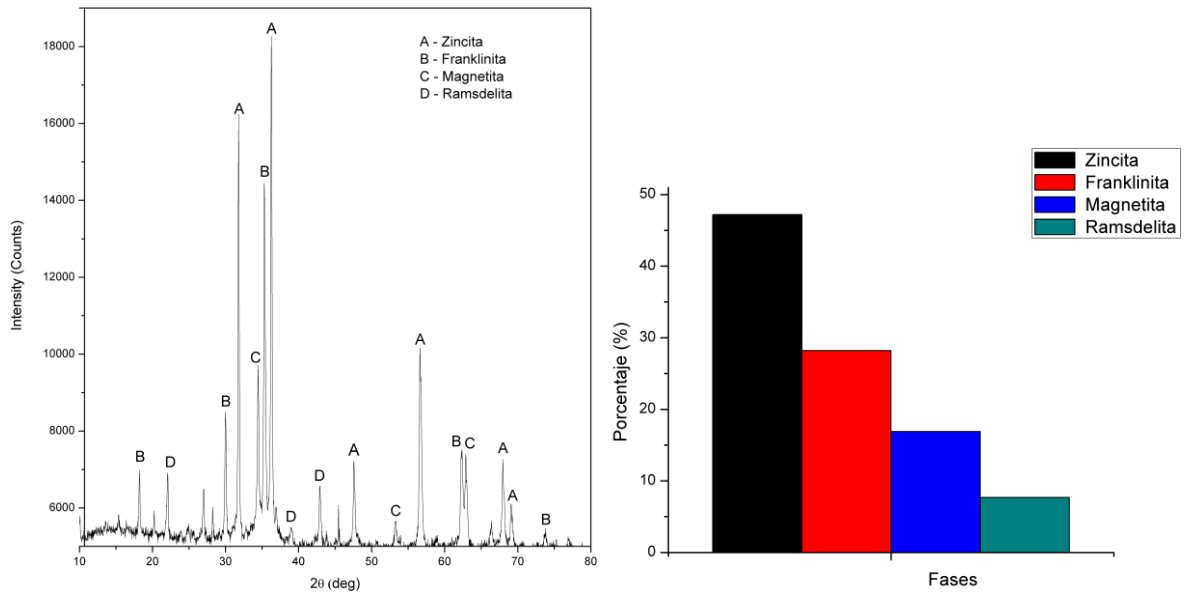 A - Zincita
B - Franklinita
C - Magnetita
D - Ramsdelita
A
A
B
A
C
B
B
D
A
B C
A
D
A
C
D
B
18000
16000
14000
12000
10000
8000
6000
Intensity (Counts)
10 20 30 40 50 60 70 80
2θ (deg)
Zincita
Franklinita
Magnetita
Ramsdelita
50
40
30
20
10
0
Porcentaje (%)
Fases